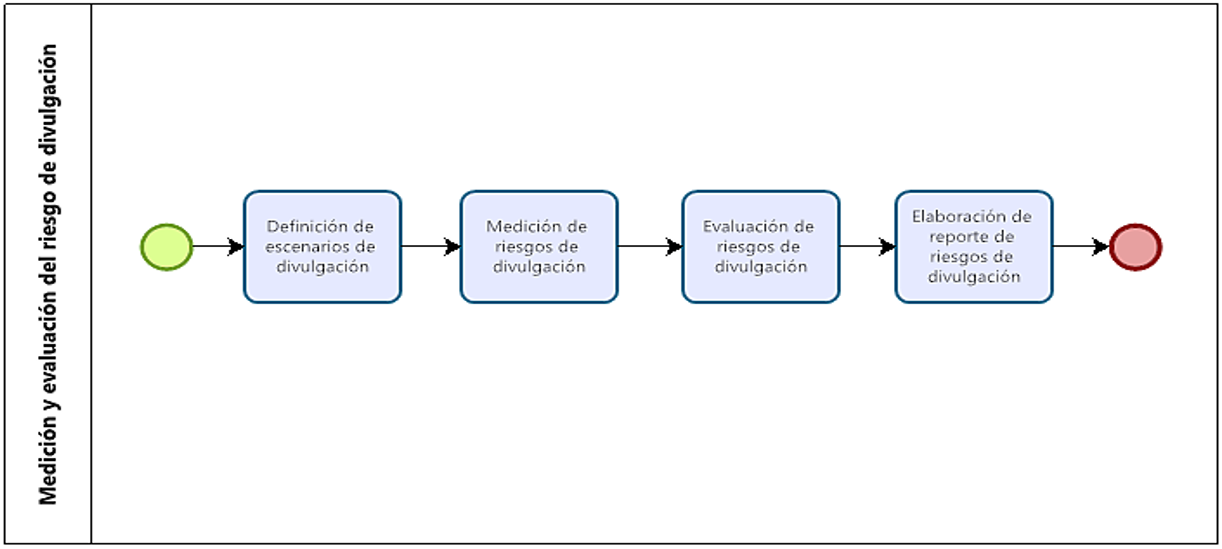 Medición y evaluación del riesgo de divulgación
Definición de
escenarios de
divulgación
Medición de
riesgos de
divulgación
Evaluación de
riesgos de
divulgación
Elaboración de
reporte de
riesgos de
divulgación